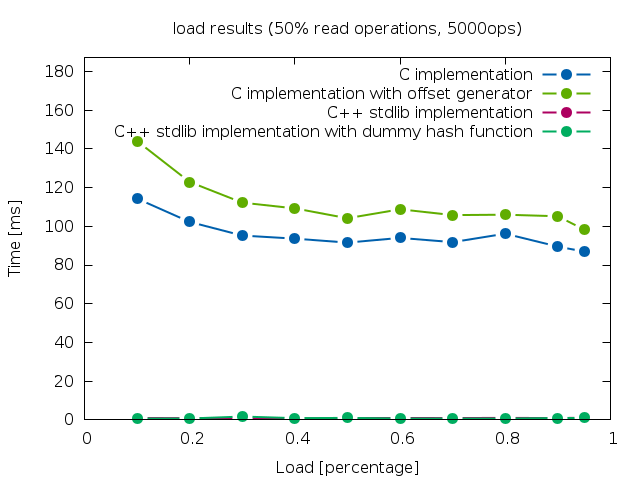 load results (50% read operations, 5000ops)
C implementation
C implementation with offset generator
C++ stdlib implementation
C++ stdlib implementation with dummy hash function
180
160
140
120
100
80
60
40
20
0
Time [ms]
0 0.2 0.4 0.6 0.8 1
Load [percentage]